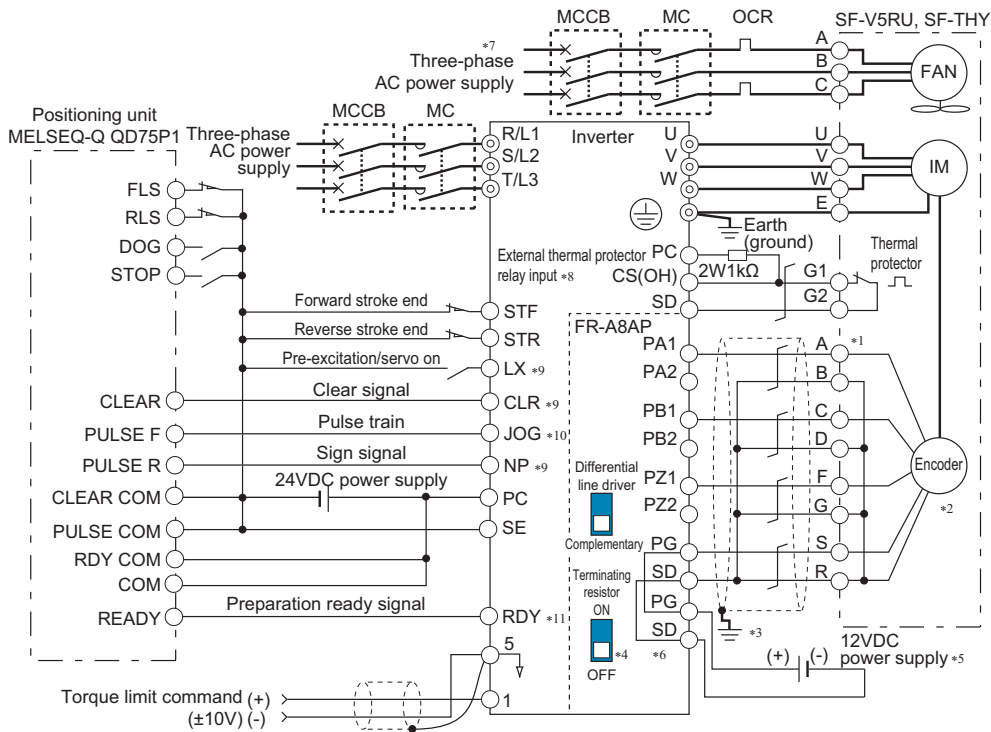 MCCB MC OCR SF-V5RU, SF-THY
*7
Three-phase
AC power supply
A
B
C
FAN
Positioning unit
MELSEQ-Q QD75P1
Three-phase
AC power
supply
MCCB MC
R/L1
S/L2
T/L3
Inverter
U
V
W
U
V
W
E
IM
Earth
(ground)
FLS
RLS
DOG
STOP
External thermal protector
relay input *8
PC
CS(OH)
SD
2W1kΩ
G1
G2
Thermal
protector
Forward stroke end
STF
Reverse stroke end
STR
Pre-excitation/servo on
LX *9
CLEAR
Clear signal
CLR *9
PULSE F
Pulse train
JOG *10
PULSE R
Sign signal
NP *9
CLEAR COM
24VDC power supply
PC
PULSE COM
SE
RDY COM
COM
READY
Preparation ready signal
RDY *11
5
Torque limit command (+)
(±10V) (-)
1
FR-A8AP
PA1
PA2
PB1
PB2
PZ1
PZ2
PG
SD
PG
SD
Differential
line driver
Complementary
Terminating
resistor
ON
*4
OFF
*6
A *1
B
C
D
F
G
S
R
Encoder
*2
*3
(+) (-)
12VDC
power supply *5